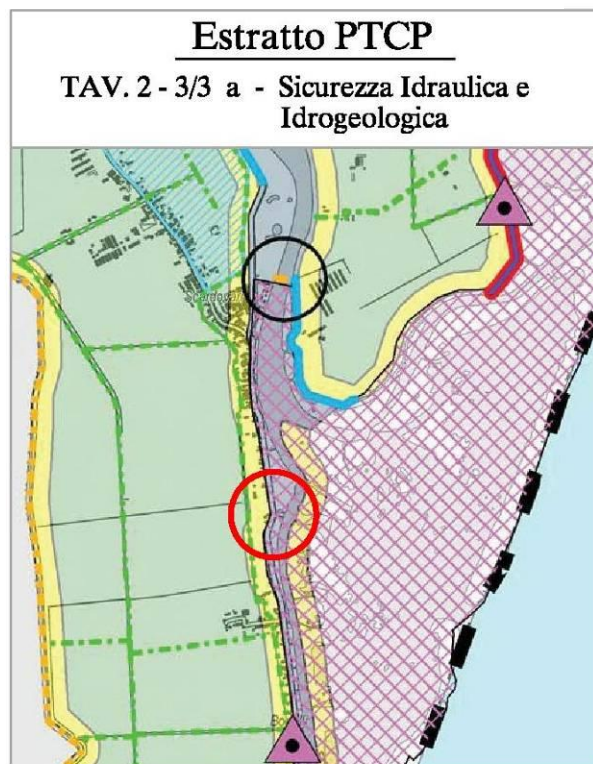 Estratto PTCP
TAV. 2 - 3/3 a - Sicurezza Idraulica e
Idrogeologica